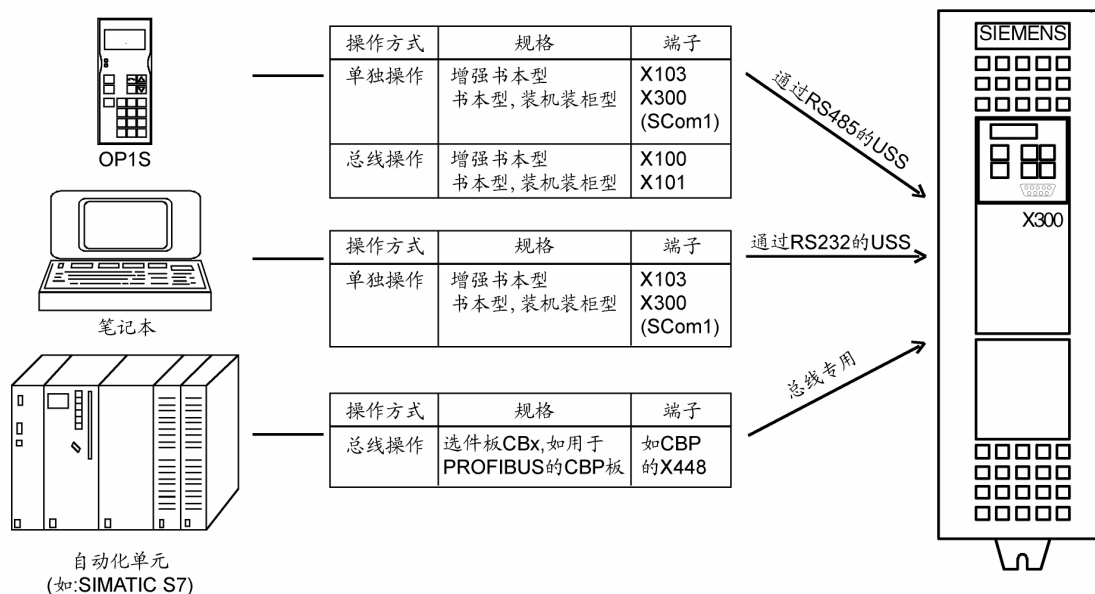 OP1S
操作方式 规格 端子
单独操作 增强书本型 X103
书本型,装机装柜型 X300
(SCom1)
总线操作 增强书本型 X100
书本型,装机装柜型 X101
通过RS485的USS
SIEMENS
X300
笔记本
操作方式 规格 端子
单独操作 增强书本型 X103
书本型,装机装柜型 X300
(SCom1)
通过RS232的USS
自动化单元
(如:SIMATIC S7)
操作方式 规格 端子
总线操作 选件板CBx,如用于 如CBP
PROFIBUS的CBP板 的X448
总线专用